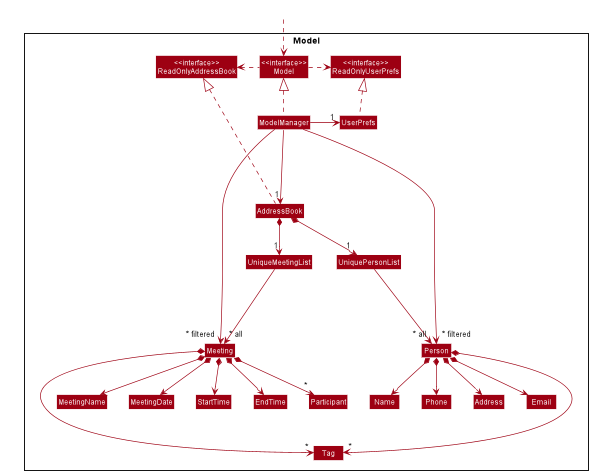 Model
<<interface>>
ReadOnlyAddressBook
<<interface>>
Model
<<interface>>
ReadOnlyUserPrefs
ModelManager
1
UserPrefs
1
AddressBook
1
1
UniqueMeetingList
UniquePersonList
* filtered
* all
* all
* filtered
Meeting
Person
*
MeetingName
MeetingDate
StartTime
EndTime
Participant
Name
Phone
Address
Email
*
*
Tag